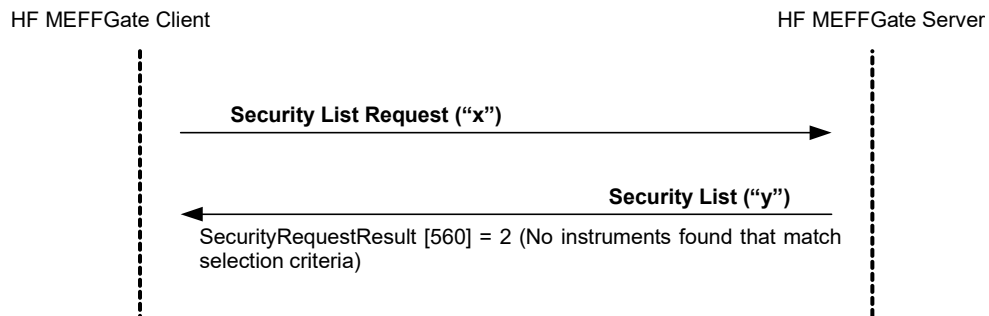 HF MEFFGate Client
HF MEFFGate Server
Security List Request (“x”)
Security List (“y”)
SecurityRequestResult [560] = 2 (No instruments found that match
selection criteria)